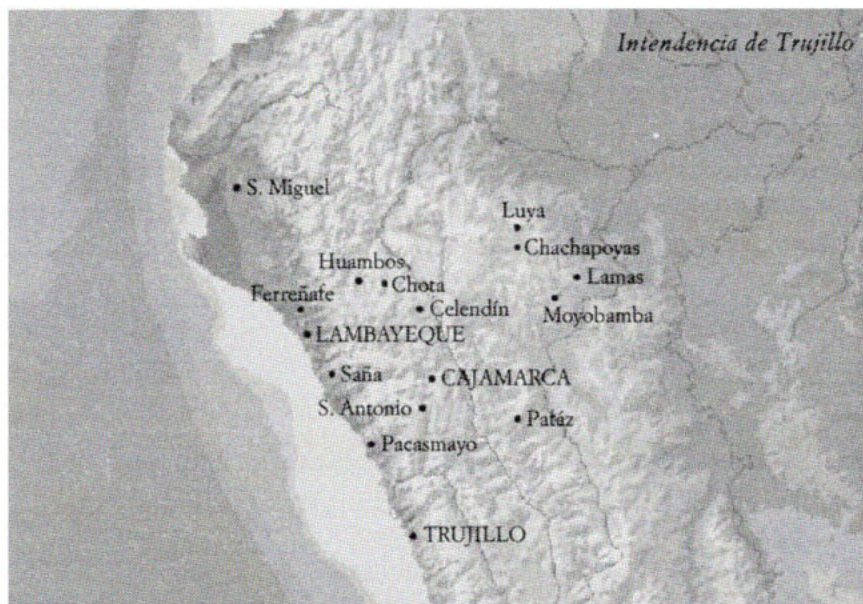 Intendencia de Trujillo
S. Miguel
Luya
Chachapoyas
Huambos
Chota
Lamas
Ferreñafe
Celendín
Moyobamba
LAMBAYEQUE
Saña
CAJAMARCA
S. Antonio
Patáz
Pacasmayo
TRUJILLO